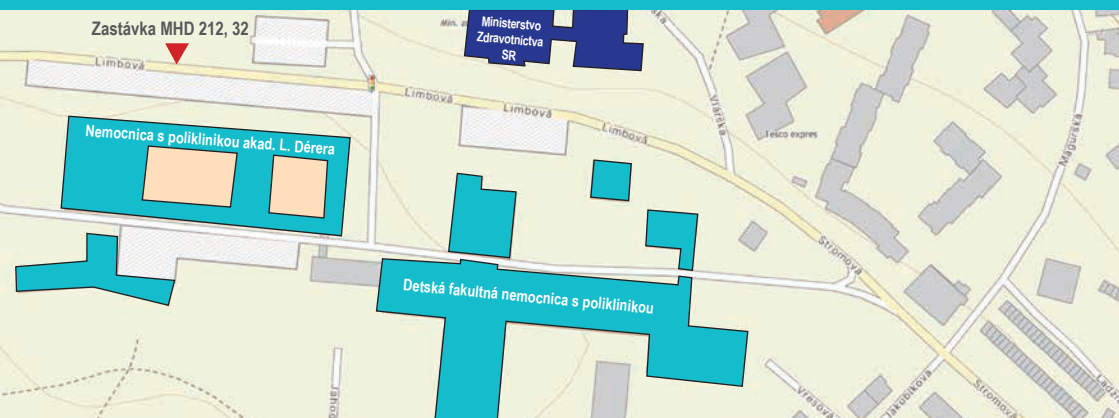 Zastávka MHD 212, 32
Ministerstvo
Zdravotníctva
SR
Limbová
Limbová
Limbová
Limbová
Vlárska
Tesco expres
Magurská
Nemocnica s poliklinikou akad. L. Dérera
Stromová
Detská fakultná nemocnica s poliklinikou
Vresová
Jakubíkova